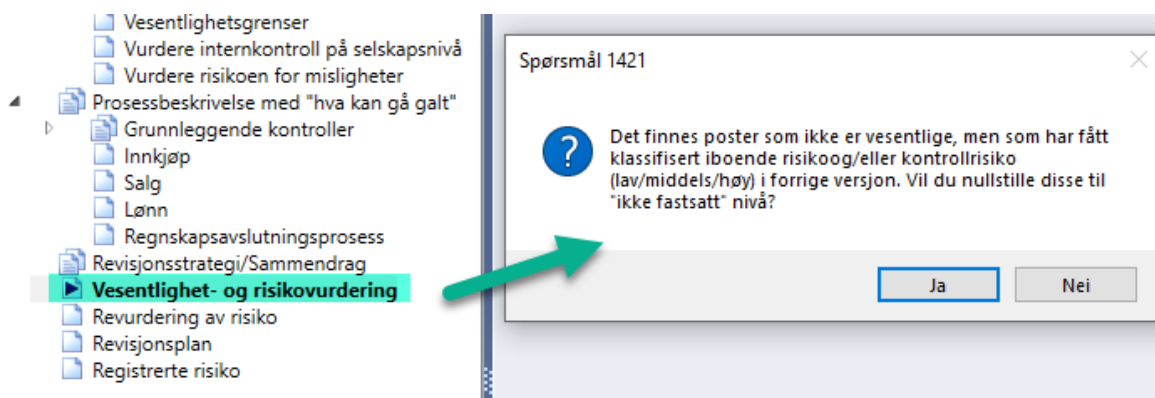 Vesentlighetsgrenser
Vurdere internkontroll på selskapsnivå
Vurdere risikoen for misligheter
Prosessbeskrivelse med "hva kan gå galt"
Grunnleggende kontroller
Innkjøp
Salg
Lønn
Regnskapsavslutningsprosess
Revisjonsstrategi/Sammendrag
Vesentlighet- og risikovurdering
Revurdering av risiko
Revisjonsplan
Registrerte risiko
Spørsmål 1421
Det finnes poster som ikke er vesentlige, men som har fått
klassifisert iboende risikoog/eller kontrollrisiko
(lav/middels/høy) i forrige versjon. Vil du nullstille disse til
"ikke fastsatt" nivå?
Ja
Nei